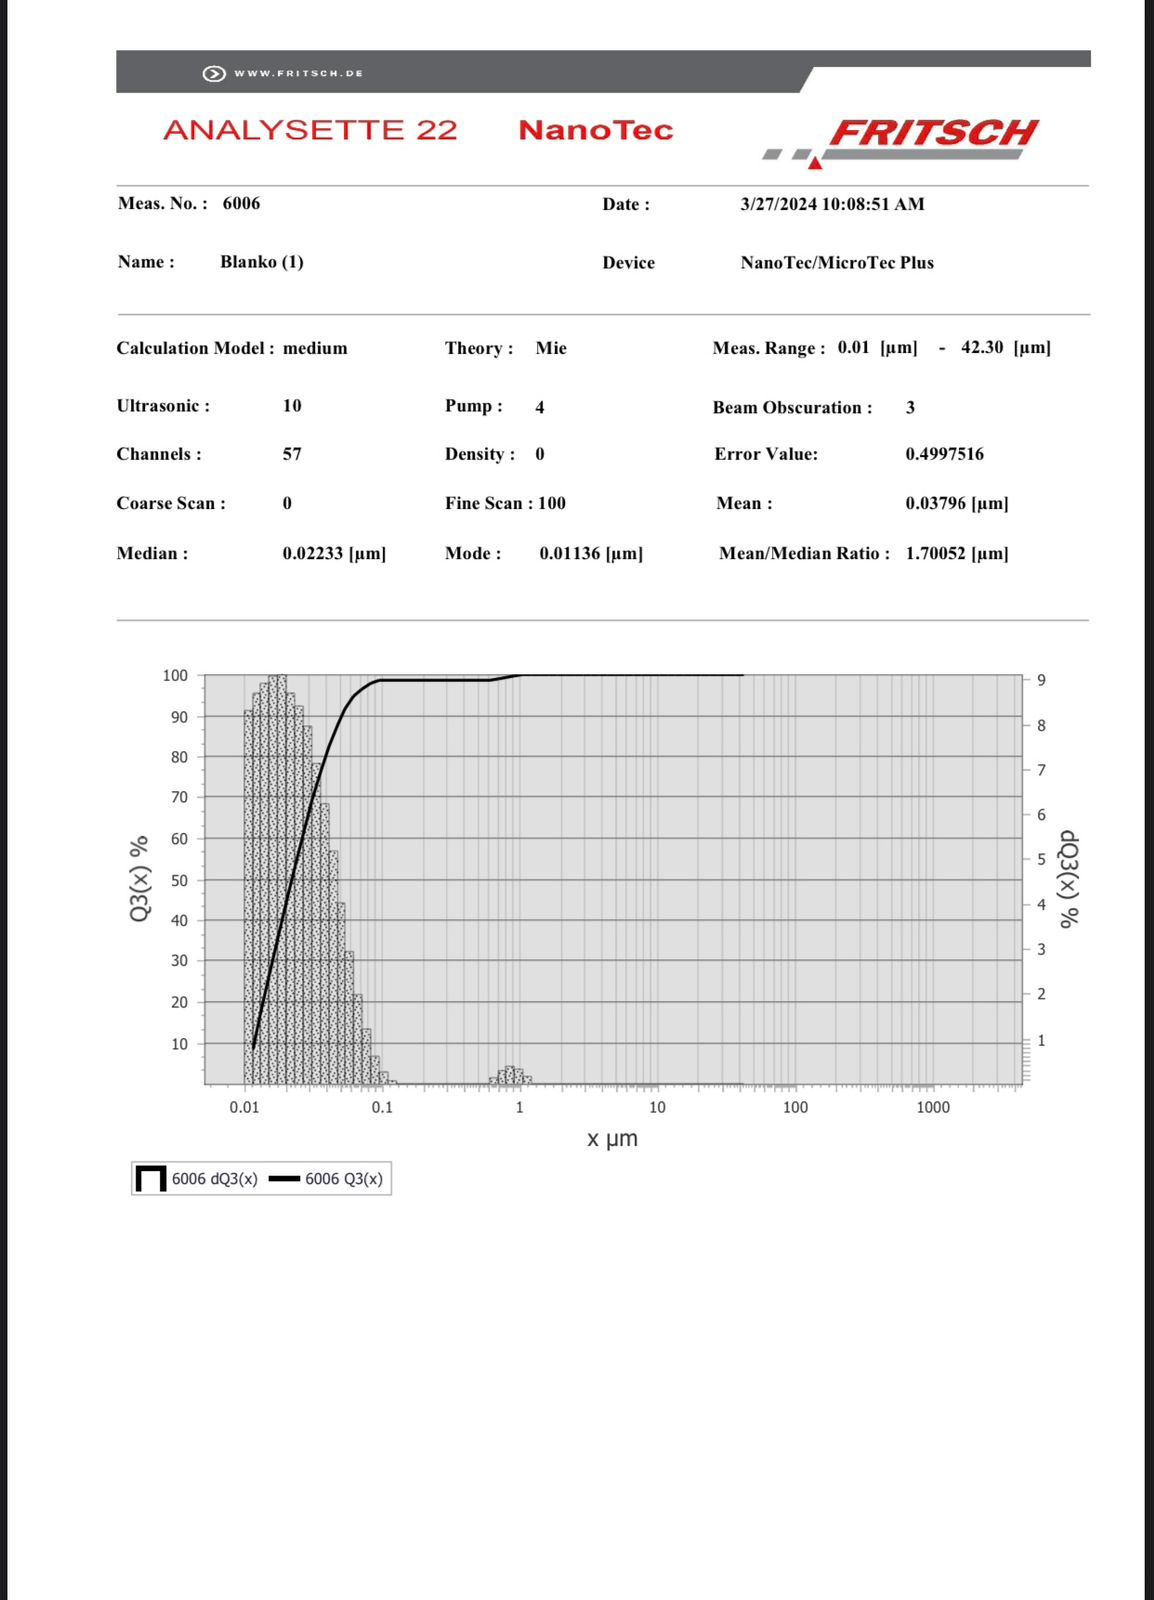 WWW.FRITSCH.DE
ANALYSETTE 22 NanoTec FRITSCH
Meas. No. : 6006 Date : 3/27/2024 10:08:51 AM
Name : Blanko (1) Device NanoTec/MicroTec Plus
Calculation Model : medium Theory : Mie Meas. Range : 0.01 [µm] - 42.30 [µm]
Ultrasonic : 10 Pump : 4 Beam Obscuration : 3
Channels : 57 Density : 0 Error Value: 0.4997516
Coarse Scan : 0 Fine Scan : 100 Mean : 0.03796 [µm]
Median : 0.02233 [µm] Mode : 0.01136 [µm] Mean/Median Ratio : 1.70052 [µm]
Q3(x) %
100
90
80
70
60
50
40
30
20
10
9
8
7
6
5
4
3
2
1
dQ3(x) %
0.01 0.1 1 10 100 1000
x µm
6006 dQ3(x) 6006 Q3(x)